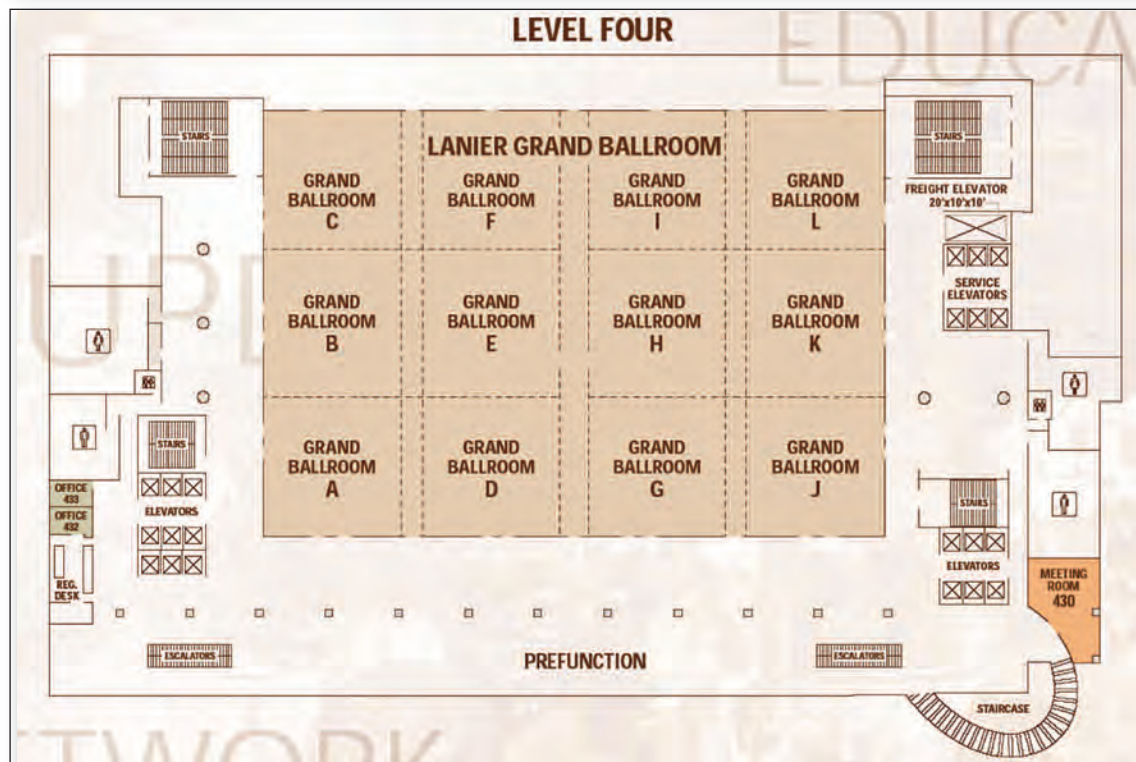 LEVEL FOUR
EDUCA
STAIRS
LANIER GRAND BALLROOM
STAIRS
GRAND
BALLROOM
C
GRAND
BALLROOM
F
GRAND
BALLROOM
I
GRAND
BALLROOM
L
FREIGHT ELEVATOR
20'x10'x10'
UPD
SERVICE
ELEVATORS
GRAND
BALLROOM
B
GRAND
BALLROOM
E
GRAND
BALLROOM
H
GRAND
BALLROOM
K
STAIRS
GRAND
BALLROOM
A
GRAND
BALLROOM
D
GRAND
BALLROOM
G
GRAND
BALLROOM
J
OFFICE
433
OFFICE
432
ELEVATORS
STAIRS
REG.
DESK
ELEVATORS
MEETING
ROOM
430
ESCALATORS
PREFUNCTION
ESCALATORS
STAIRCASE
ETWORK